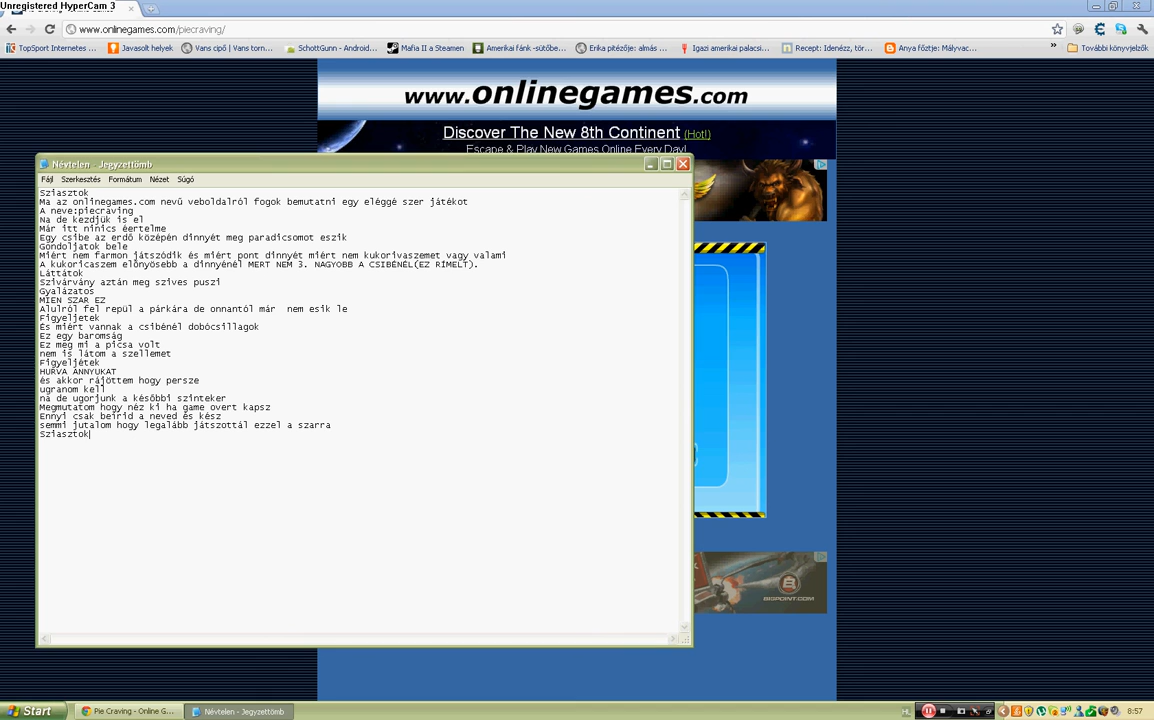 Unregistered HyperCam 3
www.onlinegames.com/piecraving/
TopSport Internetes ...
Javasolt helyek
Vans cipő | Vans torn...
SchottGunn - Android...
Mafia II a Steamen
Amerikai fánk -sütőbe...
Erika pitézője: almás ...
Igazi amerikai palacsi...
Recept: Idenézz, tör...
Anya főztje: Mályvac...
»
További könyvjelzők
www.onlinegames.com
Discover The New 8th Continent (Hot!)
Escape & Play New Games Online Every Day!
Névtelen - Jegyzettömb
Fájl Szerkesztés Formátum Nézet Súgó
Sziasztok
Ma az onlinegames.com nevű veboldalról fogok bemutatni egy eléggé szer játékot
A neve:piecraving
Na de kezdjük is el
Már itt ninics éertelme
Egy csibe az erdő közepén dinnyét meg paradicsomot eszik
Gondoljatok bele
Miért nem farmon játszódik és miért pont dinnyét miért nem kukorivaszemet vagy valami
A kukoricaszem előnyösebb a dinnyénél MERT NEM 3. NAGYOBB A CSIBÉNÉL(EZ RÍMELT).
Láttátok
Szivárvány aztán meg szíves puszi
Gyalázatos
MIEN SZAR EZ
Alulról fel repül a párkára de onnantól már  nem esik le
Figyeljetek
És miért vannak a csibénél dobócsillagok
Ez egy baromság
Ez meg mi a picsa volt
nem is látom a szellemet
Figyeljétek
HURVA ANNYUKAT
és akkor rájöttem hogy persze
ugranom kell
na de ugorjunk a későbbi szinteker
Megmutatom hogy néz ki ha game overt kapsz
Ennyi csak beírid a neved és kész
semmi jutalom hogy legalább játszottál ezzel a szarra
Sziasztok
BIGPOINT.COM
Start
Pie Craving - Online G...
Névtelen - Jegyzettömb
HU
8:57